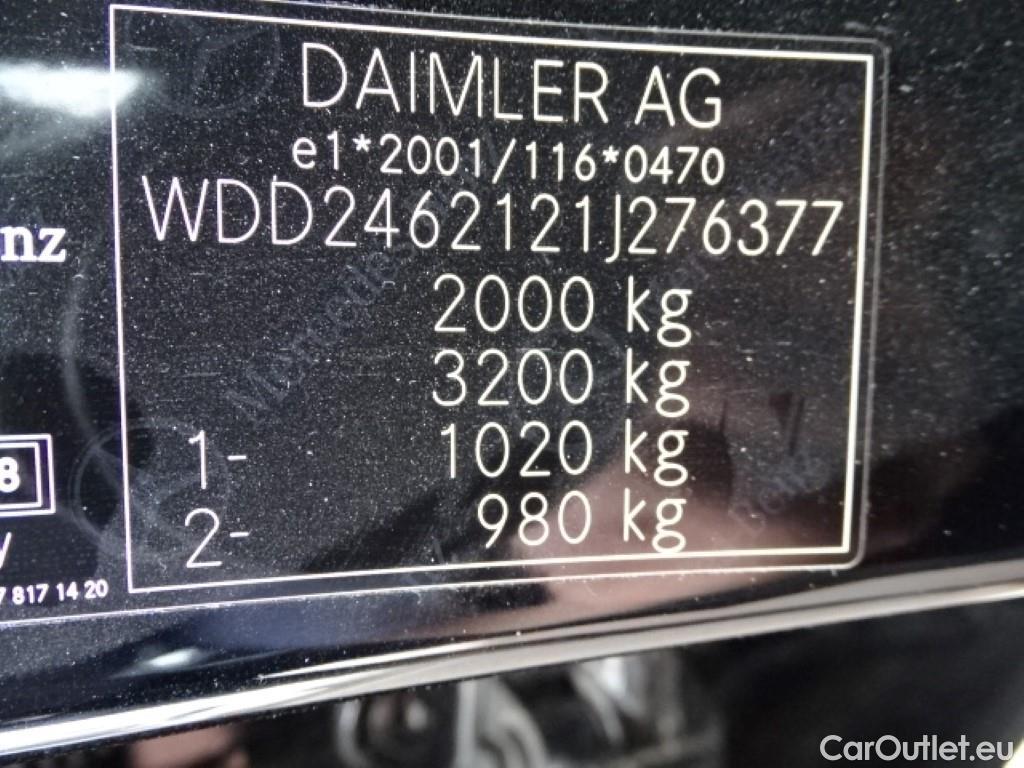 DAIMLER AG
e1*2001/116*0470
WDD2462121J276377
nz
2000 kg
3200 kg
1- 1020 kg
8
2- 980 kg
y
7 817 14 20
CarOutlet.eu